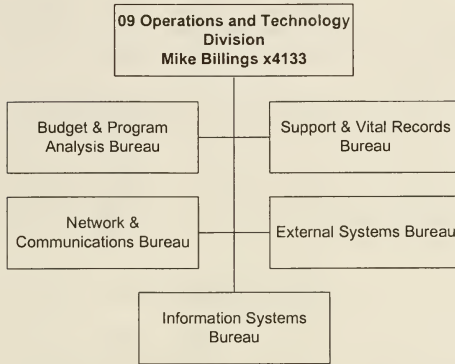 09 Operations and Technology
Division
Mike Billings x4133
Budget & Program
Analysis Bureau
Support & Vital Records
Bureau
Network &
Communications Bureau
External Systems Bureau
Information Systems
Bureau